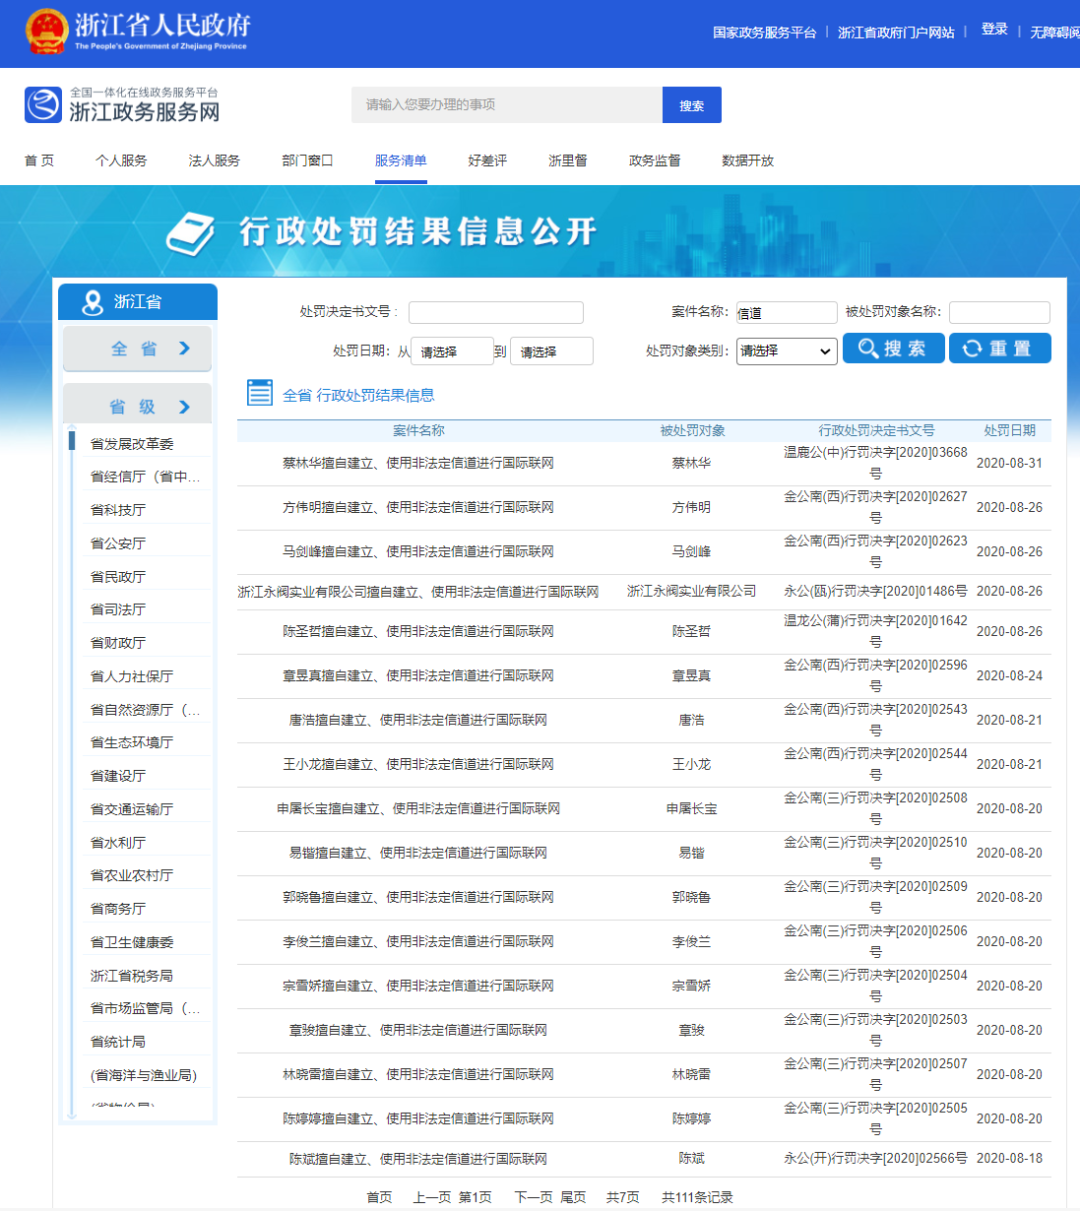 浙江省人民政府
The People's Government of Zhejiang Province
国家政务服务平台 | 浙江省政府门户网站 | 登录 | 无障碍阅
全国一体化在线政务服务平台
浙江政务服务网
请输入您要办理的事项 搜索
首页 个人服务 法人服务 部门窗口 服务清单 好差评 浙里督 政务监督 数据开放
行政处罚结果信息公开
浙江省
全省
省级
省发展改革委
省经信厅（省中...
省科技厅
省公安厅
省民政厅
省司法厅
省财政厅
省人力社保厅
省自然资源厅（...
省生态环境厅
省建设厅
省交通运输厅
省水利厅
省农业农村厅
省商务厅
省卫生健康委
浙江省税务局
省市场监管局（...
省统计局
(省海洋与渔业局)
(省物价局)
处罚决定书文号： 案件名称: 信道 被处罚对象名称:
处罚日期: 从 请选择 到 请选择 处罚对象类别: 请选择 搜索 重置
全省 行政处罚结果信息
案件名称 被处罚对象 行政处罚决定书文号 处罚日期
蔡林华擅自建立、使用非法定信道进行国际联网 蔡林华 温鹿公(中)行罚决字[2020]03668号 2020-08-31
方伟明擅自建立、使用非法定信道进行国际联网 方伟明 金公南(西)行罚决字[2020]02627号 2020-08-26
马剑峰擅自建立、使用非法定信道进行国际联网 马剑峰 金公南(西)行罚决字[2020]02623号 2020-08-26
浙江永阀实业有限公司擅自建立、使用非法定信道进行国际联网 浙江永阀实业有限公司 永公(瓯)行罚决字[2020]01486号 2020-08-26
陈圣哲擅自建立、使用非法定信道进行国际联网 陈圣哲 温龙公(蒲)行罚决字[2020]01642号 2020-08-26
章昱真擅自建立、使用非法定信道进行国际联网 章昱真 金公南(西)行罚决字[2020]02596号 2020-08-24
唐浩擅自建立、使用非法定信道进行国际联网 唐浩 金公南(西)行罚决字[2020]02543号 2020-08-21
王小龙擅自建立、使用非法定信道进行国际联网 王小龙 金公南(西)行罚决字[2020]02544号 2020-08-21
申屠长宝擅自建立、使用非法定信道进行国际联网 申屠长宝 金公南(三)行罚决字[2020]02508号 2020-08-20
易锴擅自建立、使用非法定信道进行国际联网 易锴 金公南(三)行罚决字[2020]02510号 2020-08-20
郭晓鲁擅自建立、使用非法定信道进行国际联网 郭晓鲁 金公南(三)行罚决字[2020]02509号 2020-08-20
李俊兰擅自建立、使用非法定信道进行国际联网 李俊兰 金公南(三)行罚决字[2020]02506号 2020-08-20
宗雪娇擅自建立、使用非法定信道进行国际联网 宗雪娇 金公南(三)行罚决字[2020]02504号 2020-08-20
章骏擅自建立、使用非法定信道进行国际联网 章骏 金公南(三)行罚决字[2020]02503号 2020-08-20
林晓雷擅自建立、使用非法定信道进行国际联网 林晓雷 金公南(三)行罚决字[2020]02507号 2020-08-20
陈婷婷擅自建立、使用非法定信道进行国际联网 陈婷婷 金公南(三)行罚决字[2020]02505号 2020-08-20
陈斌擅自建立、使用非法定信道进行国际联网 陈斌 永公(开)行罚决字[2020]02566号 2020-08-18
首页 上一页 第1页 下一页 尾页 共7页 共111条记录